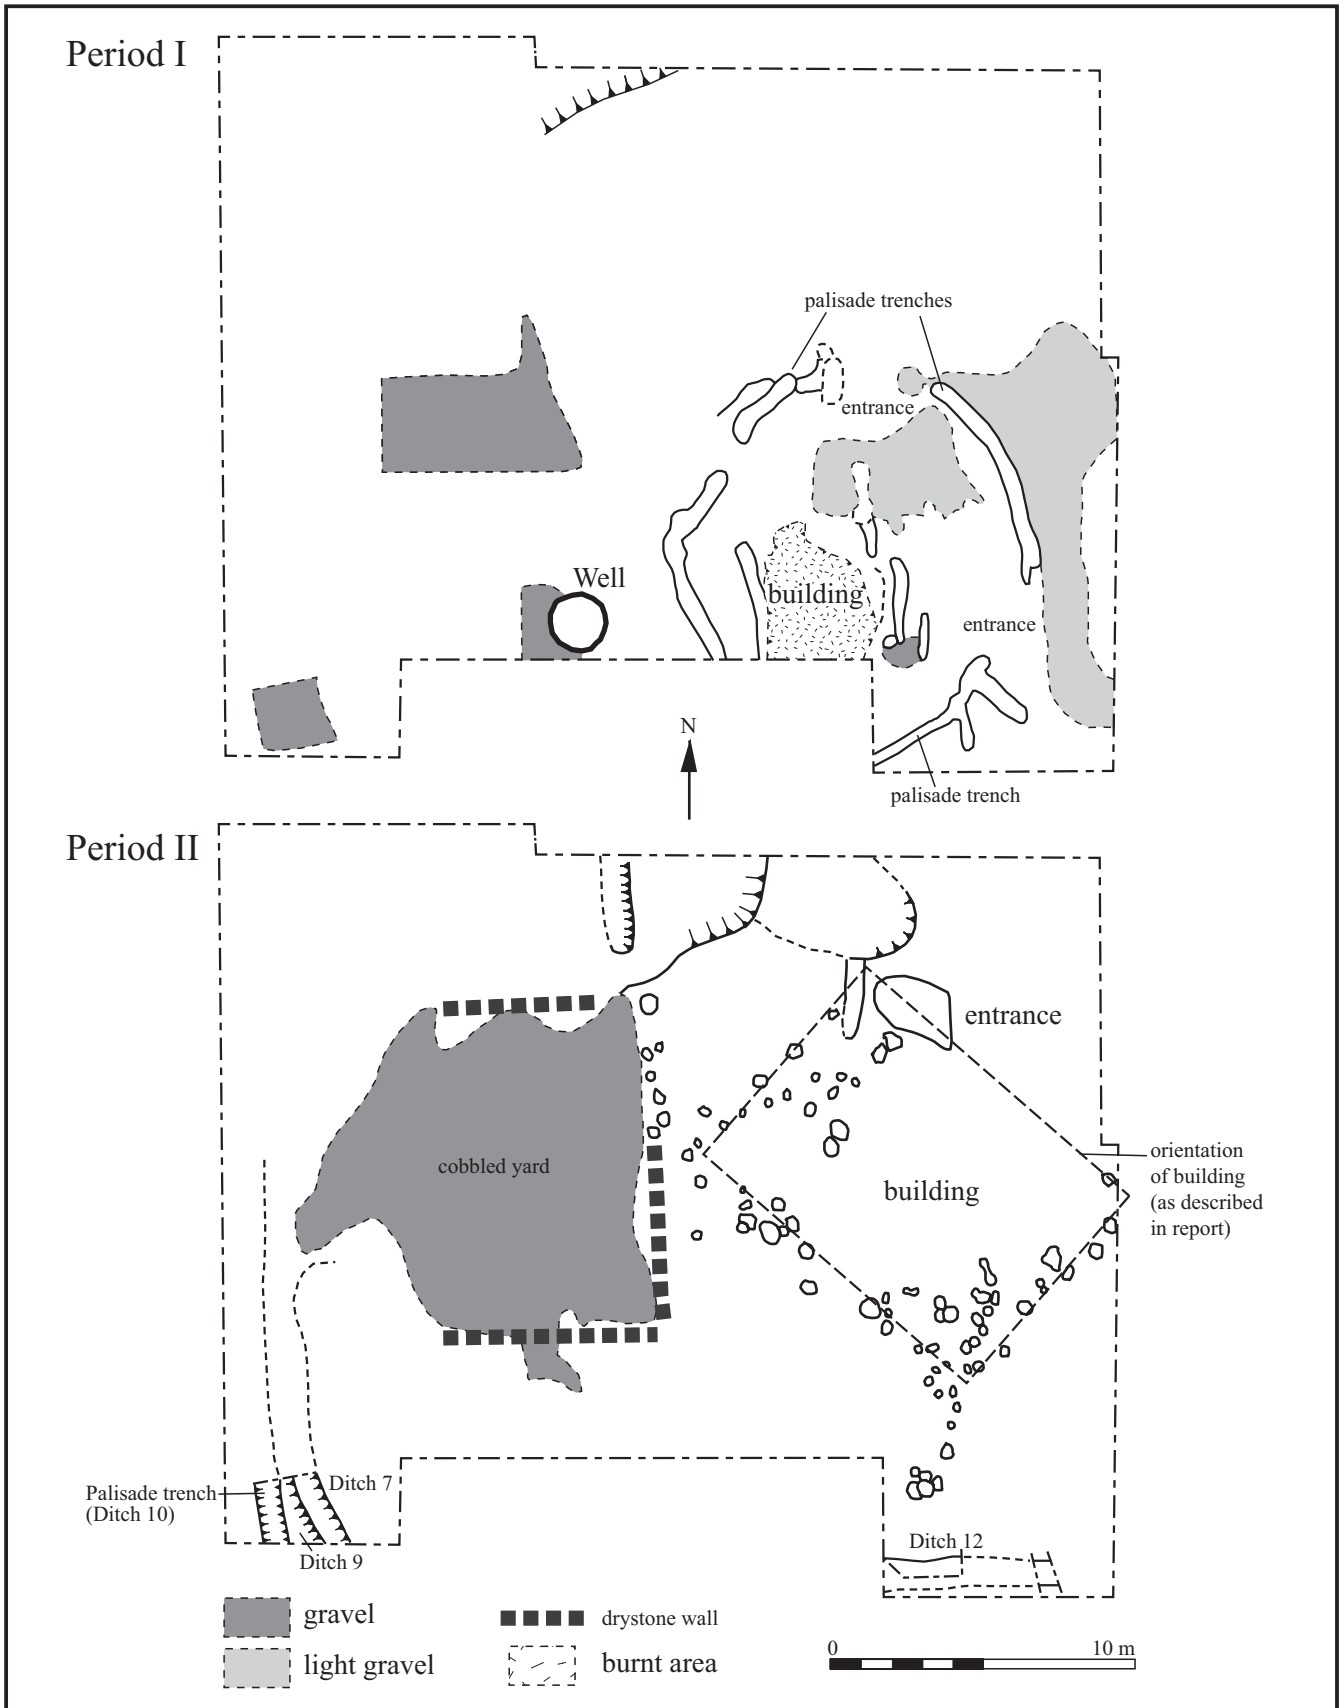 Period I
palisade trenches
entrance
Well
building
entrance
N
palisade trench
Period II
entrance
cobbled yard
orientation
of building
(as described
in report)
building
Palisade trench
(Ditch 10)
Ditch 7
Ditch 9
Ditch 12
gravel
drystone wall
light gravel
burnt area
0
10 m